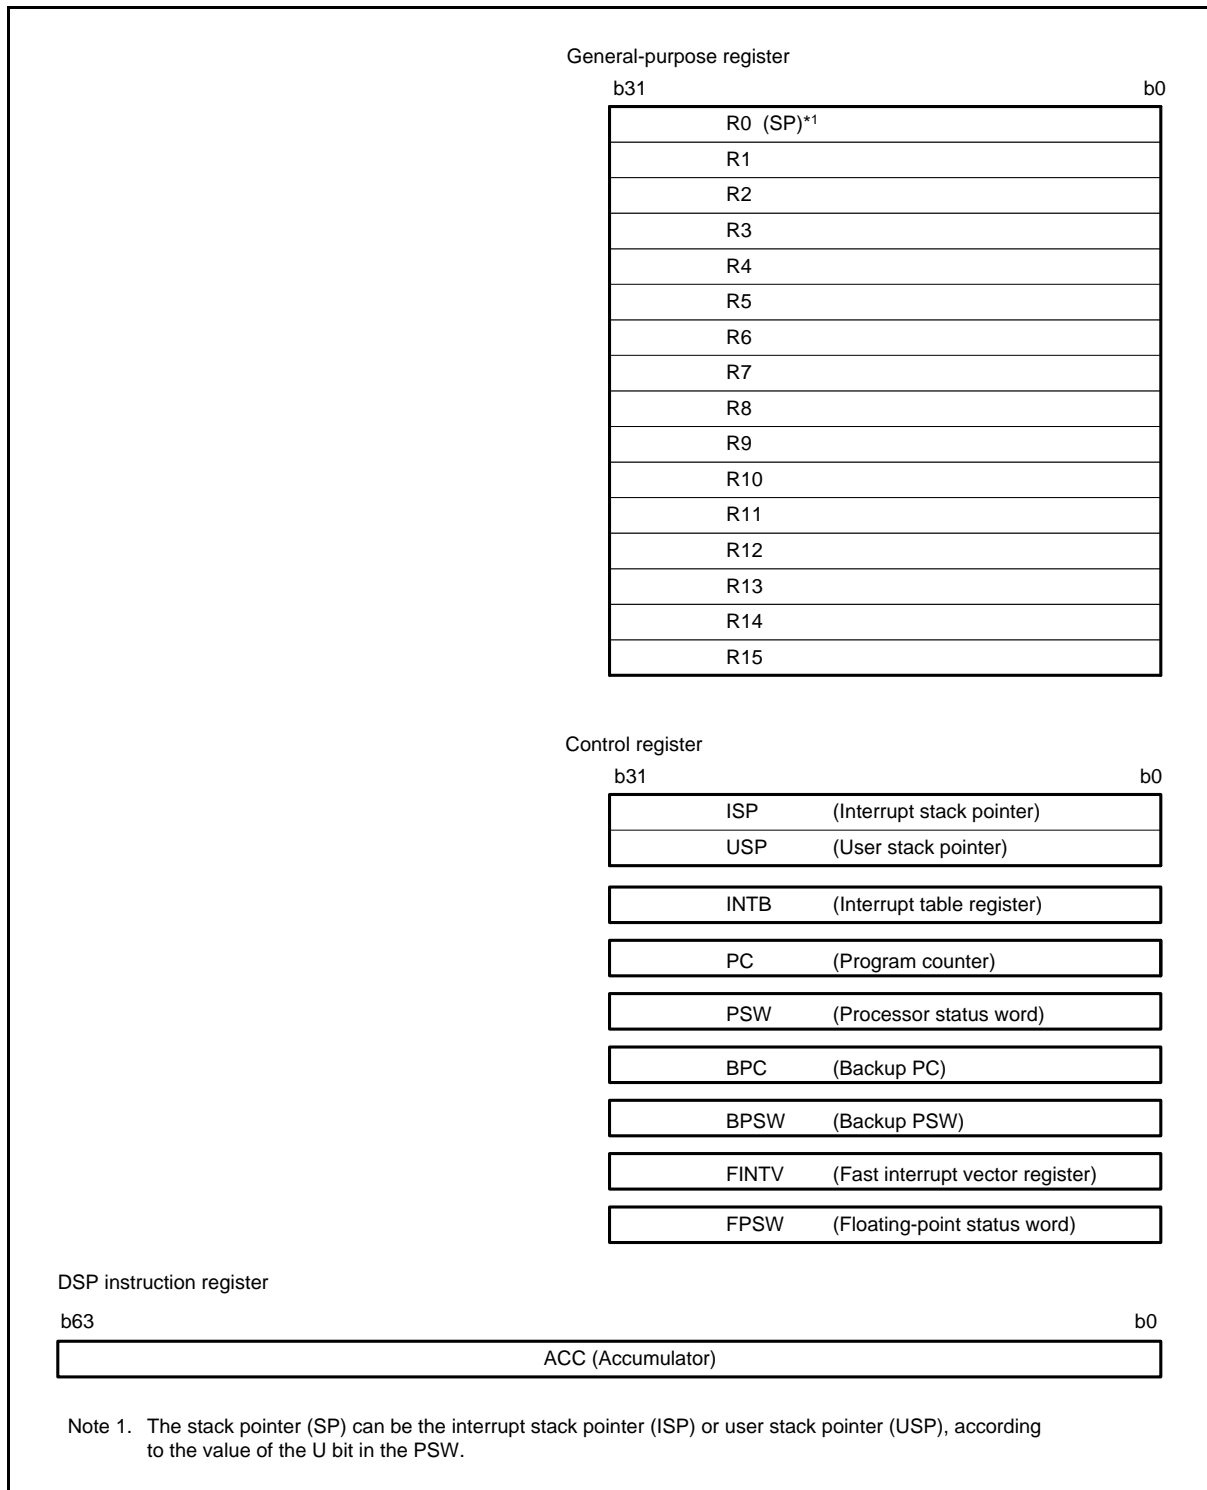 General-purpose register
b31 b0
R0 (SP)*1
R1
R2
R3
R4
R5
R6
R7
R8
R9
R10
R11
R12
R13
R14
R15
Control register
b31 b0
ISP (Interrupt stack pointer)
USP (User stack pointer)
INTB (Interrupt table register)
PC (Program counter)
PSW (Processor status word)
BPC (Backup PC)
BPSW (Backup PSW)
FINTV (Fast interrupt vector register)
FPSW (Floating-point status word)
DSP instruction register
b63 b0
ACC (Accumulator)
Note 1. The stack pointer (SP) can be the interrupt stack pointer (ISP) or user stack pointer (USP), according
to the value of the U bit in the PSW.